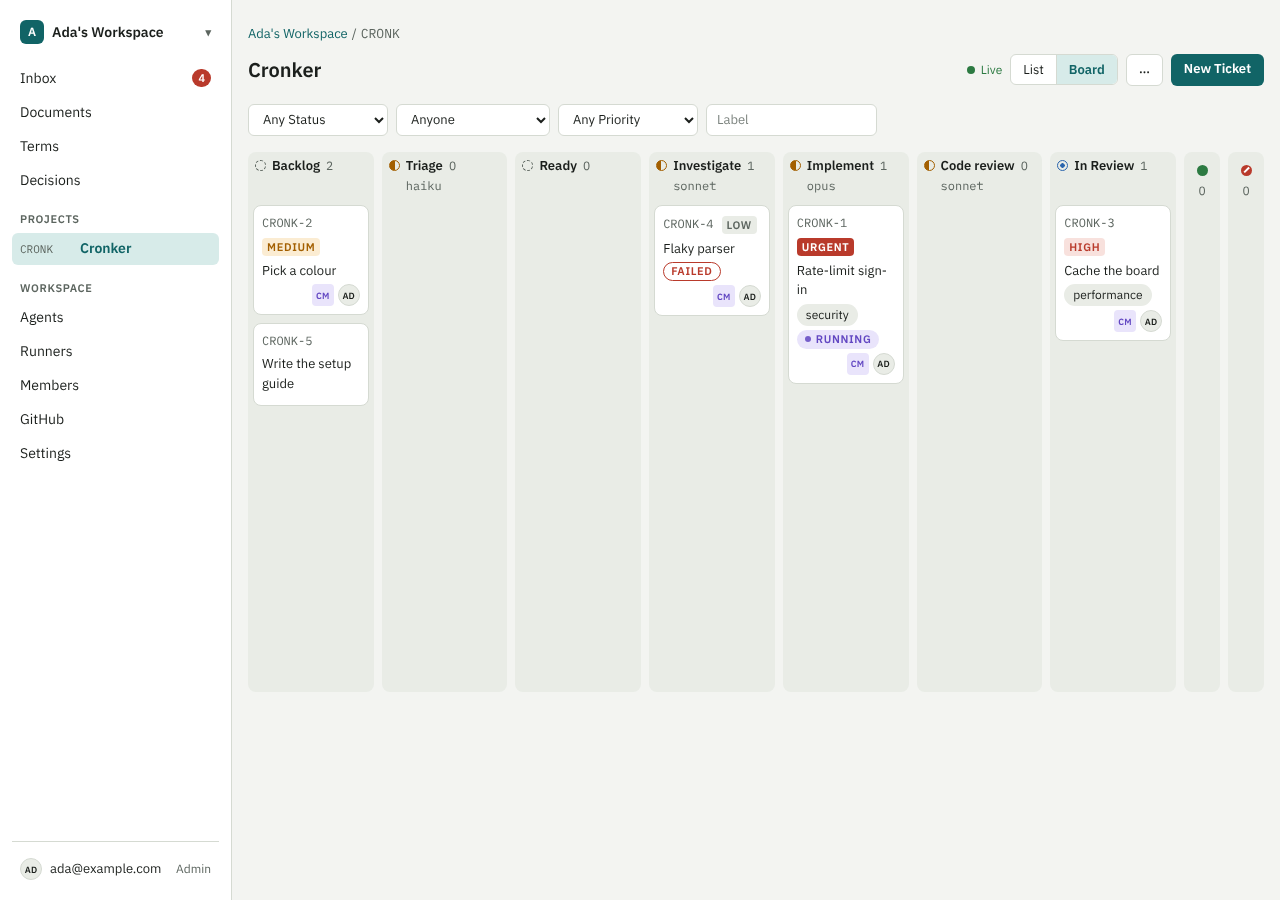 A Ada's Workspace ▾
Inbox 4
Documents
Terms
Decisions
PROJECTS
CRONK Cronker
WORKSPACE
Agents
Runners
Members
GitHub
Settings
AD ada@example.com Admin
Ada's Workspace / CRONK
Cronker
Live List Board ... New Ticket
Any Status Anyone Any Priority Label
Backlog 2
CRONK-2
MEDIUM
Pick a colour
CM AD
CRONK-5
Write the setup
guide
Triage 0
haiku
Ready 0
Investigate 1
sonnet
CRONK-4 LOW
Flaky parser
FAILED
CM AD
Implement 1
opus
CRONK-1
URGENT
Rate-limit sign-
in
security
RUNNING
CM AD
Code review 0
sonnet
In Review 1
CRONK-3
HIGH
Cache the board
performance
CM AD
0
0